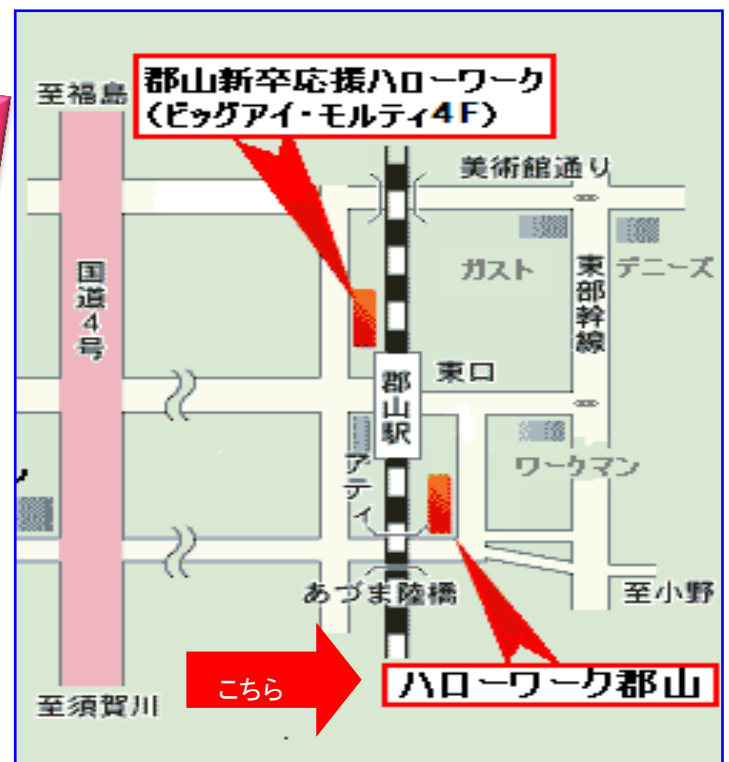 郡山新卒応援ハローワーク
（ビッグアイ・モルティ4F）
至福島
美術館通り
国道4号
ガスト
東部幹線
デニーズ
東口
郡山駅
アティ
ワークマン
あづま陸橋
至小野
こちら
ハローワーク郡山
至須賀川